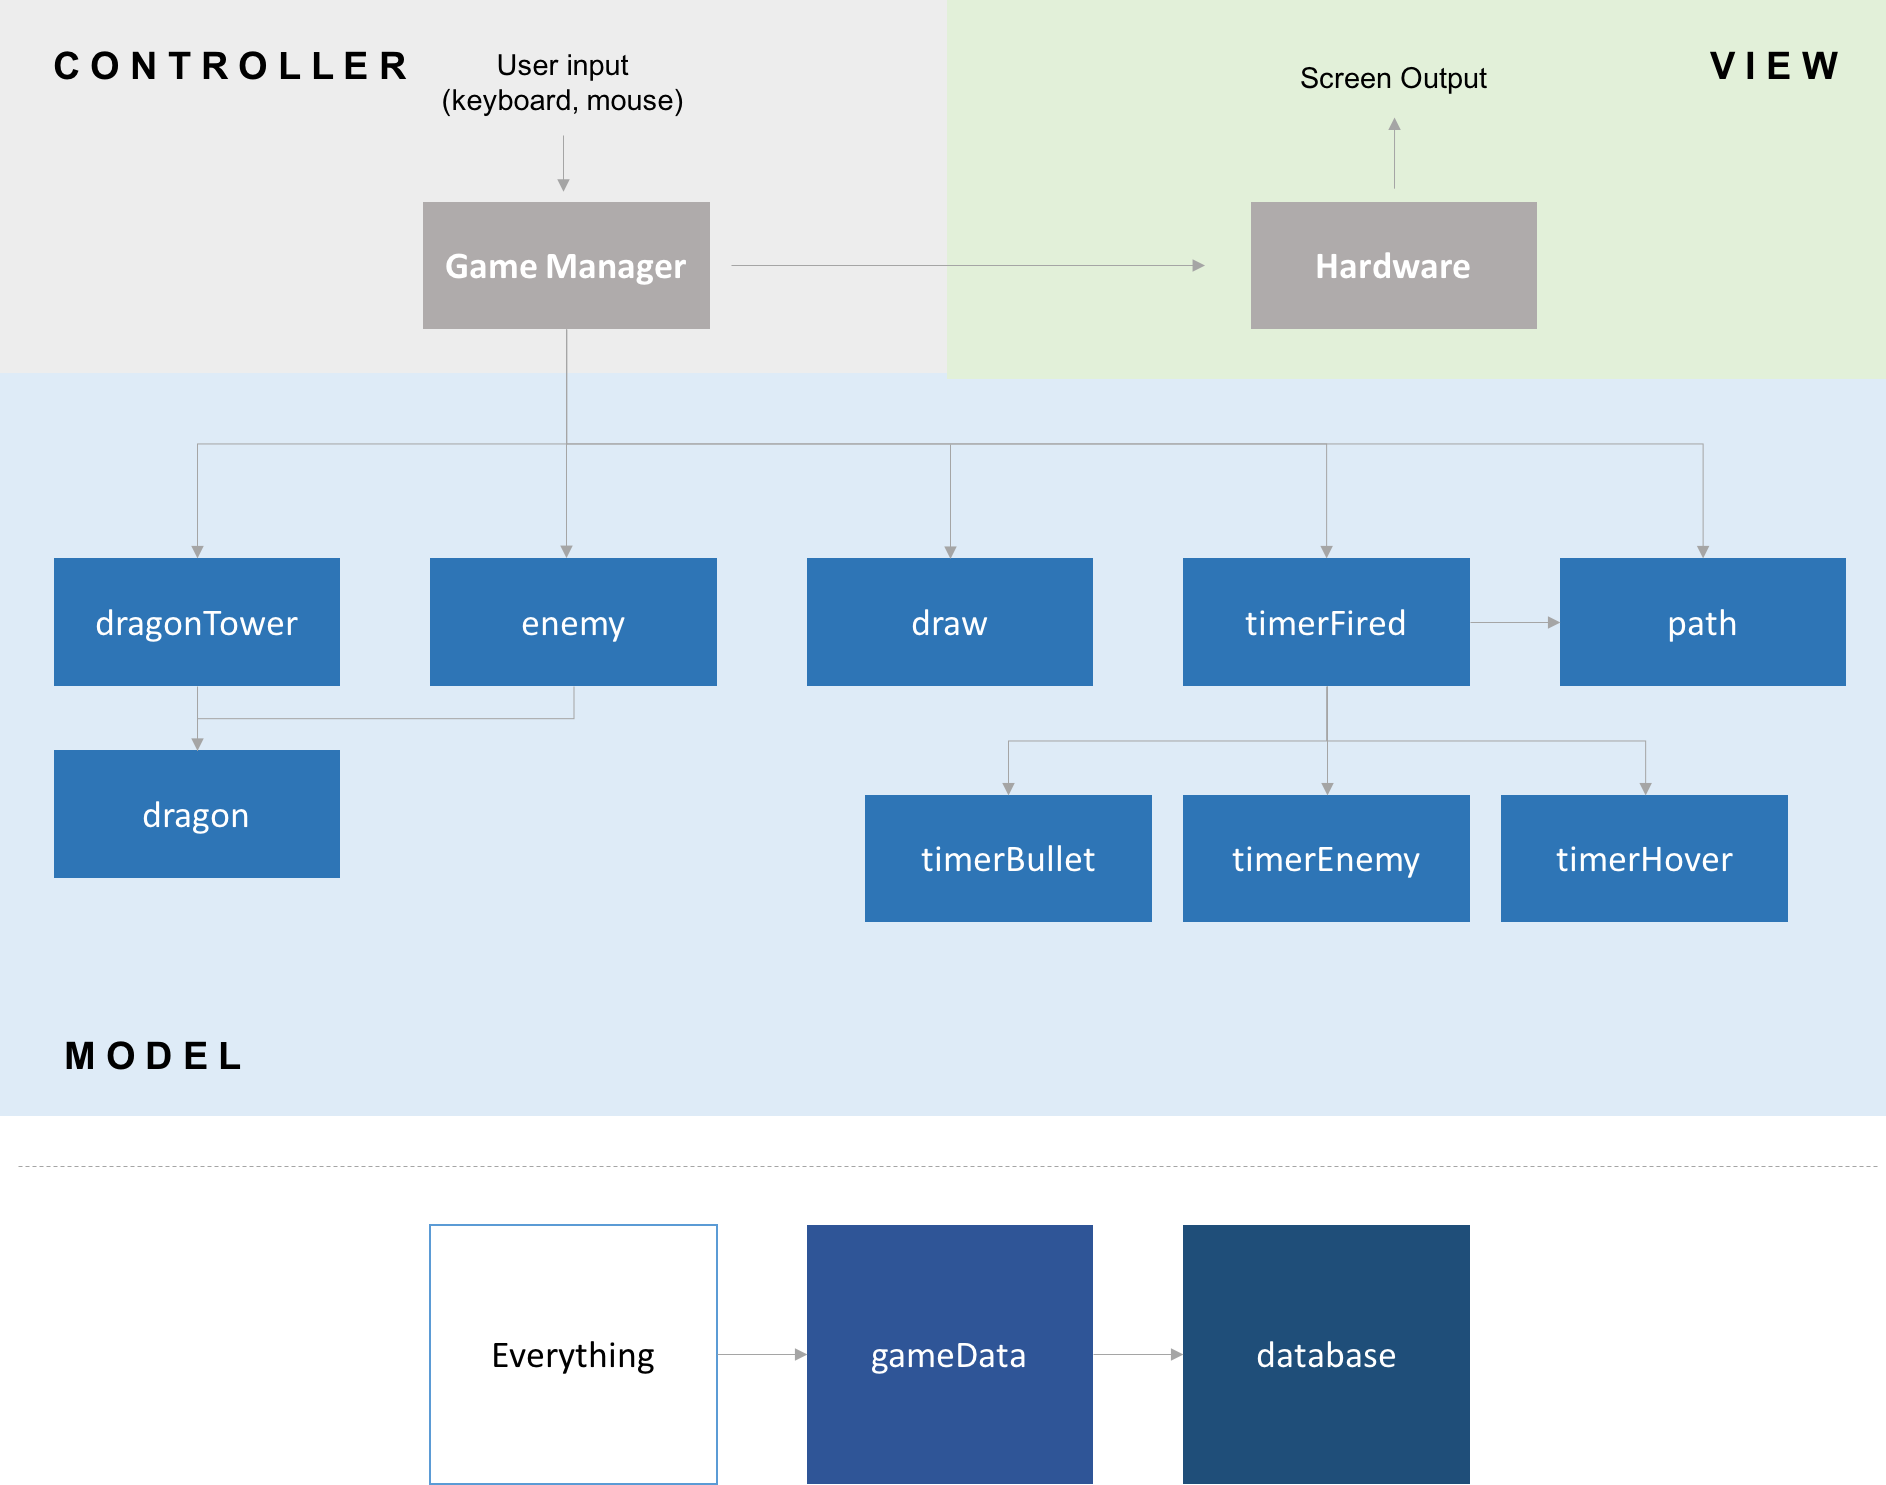 CONTROLLER
User input
(keyboard, mouse)
Screen Output
VIEW
Game Manager
Hardware
dragonTower
enemy
draw
timerFired
path
dragon
timerBullet
timerEnemy
timerHover
MODEL
Everything
gameData
database